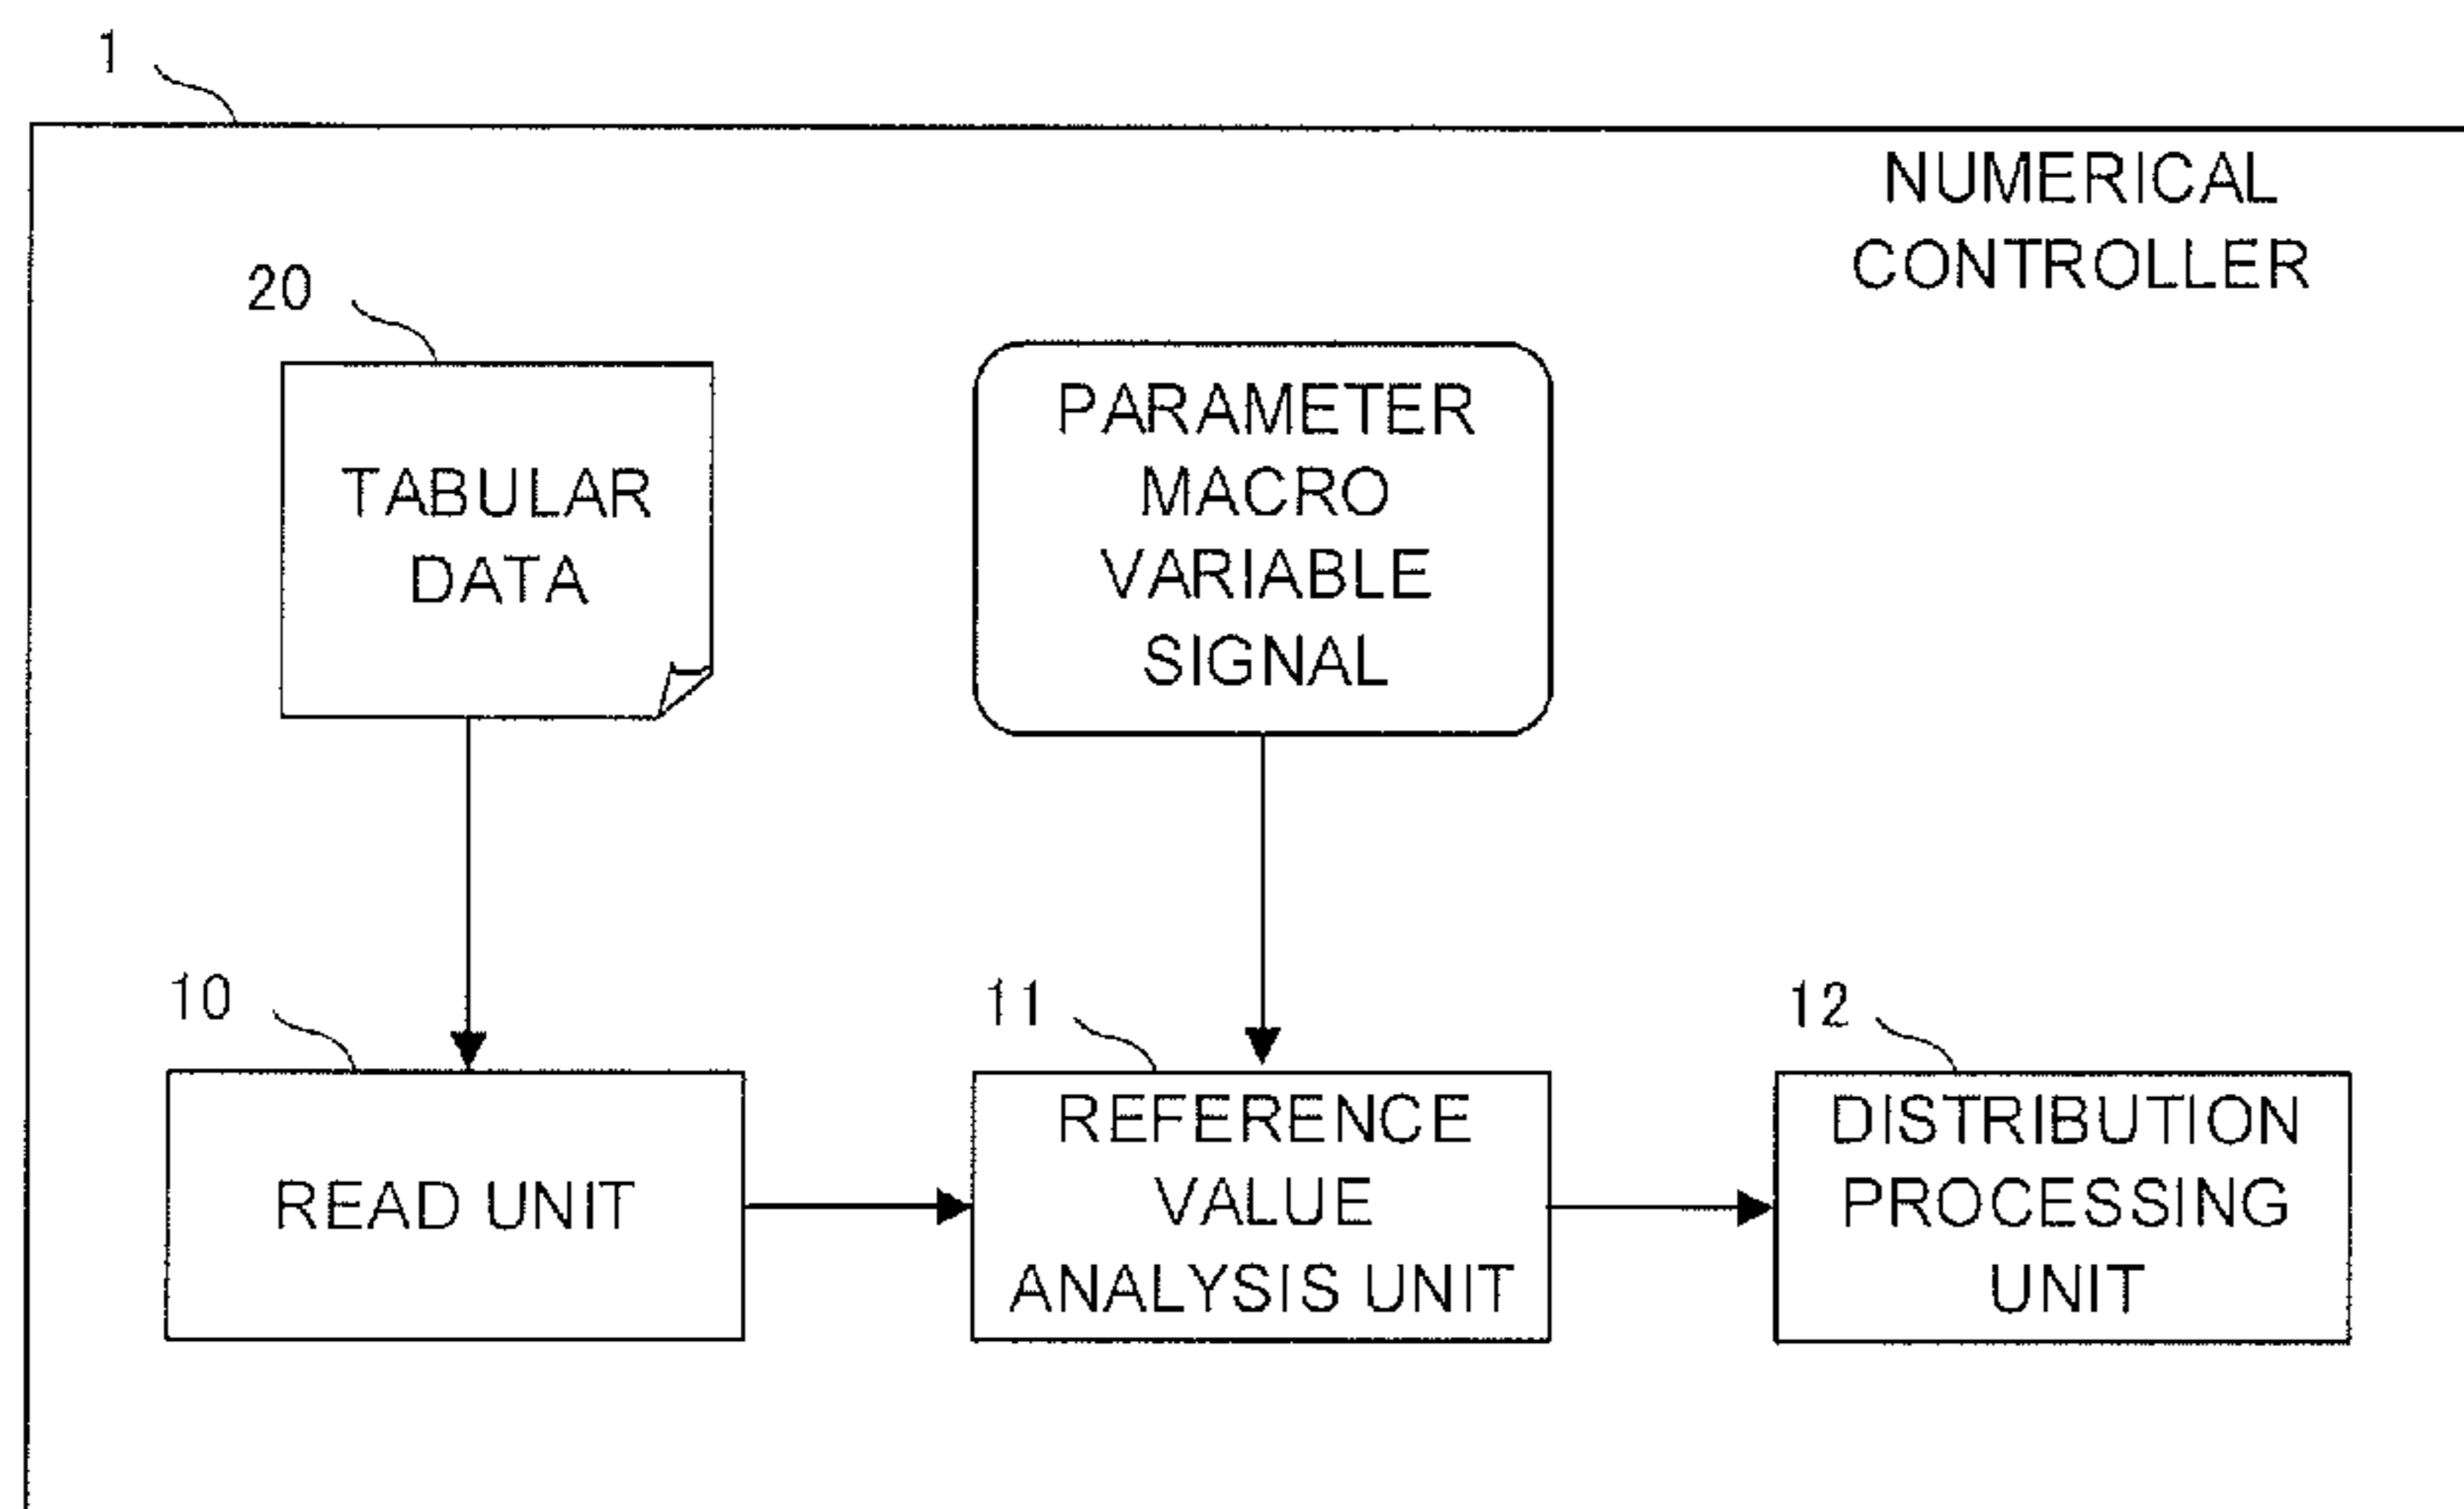 1
NUMERICAL
CONTROLLER
20
TABULAR
DATA
PARAMETER
MACRO
VARIABLE
SIGNAL
10
READ UNIT
11
REFERENCE
VALUE
ANALYSIS UNIT
12
DISTRIBUTION
PROCESSING
UNIT